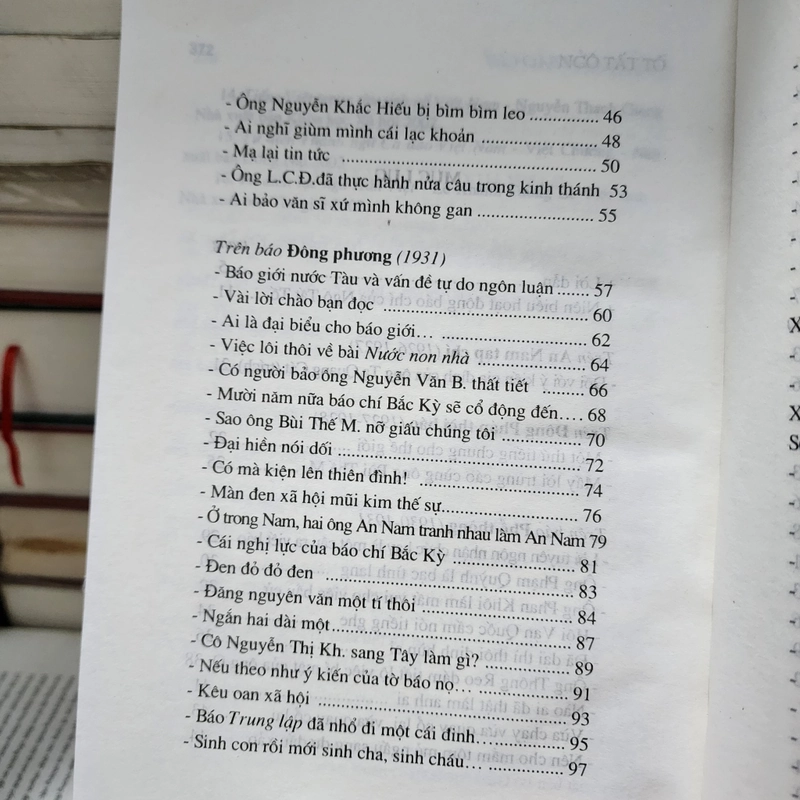 372
NGÔ TẤT TỐ
- Ông Nguyễn Khắc Hiếu bị bìm bìm leo ............... 46
- Ai nghĩ giùm mình cái lạc khoản ...................... 48
- Mạ lại tin tức ..................................... 50
- Ông L.C.Đ.đã thực hành nửa câu trong kinh thánh 53
- Ai bảo văn sĩ xứ mình không gan ..................... 55
Trên báo Đông phương (1931)
- Báo giới nước Tàu và vấn đề tự do ngôn luận ....... 57
- Vài lời chào bạn đọc ................................ 60
- Ai là đại biểu cho báo giới… ......................... 62
- Việc lôi thôi về bài Nước non nhà .................... 64
- Có người bảo ông Nguyễn Văn B. thất tiết ........... 66
- Mười năm nữa báo chí Bắc Kỳ sẽ cổ động đến…. 68
- Sao ông Bùi Thế M. nỡ giấu chúng tôi ............... 70
- Đại hiền nói dối .................................... 72
- Có mà kiện lên thiên đình! .......................... 74
- Màn đen xã hội mũi kim thế sự...................... 76
- Ở trong Nam, hai ông An Nam tranh nhau làm An Nam 79
- Cái nghị lực của báo chí Bắc Kỳ ..................... 81
- Đen đỏ đỏ đen ...................................... 83
- Đăng nguyên văn một tí thôi ......................... 84
- Ngắn hai dài một.................................... 87
- Cô Nguyễn Thị Kh. sang Tây làm gì? ................. 89
- Nếu theo như ý kiến của tờ báo nọ… ................ 91
- Kêu oan xã hội ..................................... 93
- Báo Trung lập đã nhổ đi một cái đinh…............. 95
- Sinh con rồi mới sinh cha, sinh cháu… .............. 97